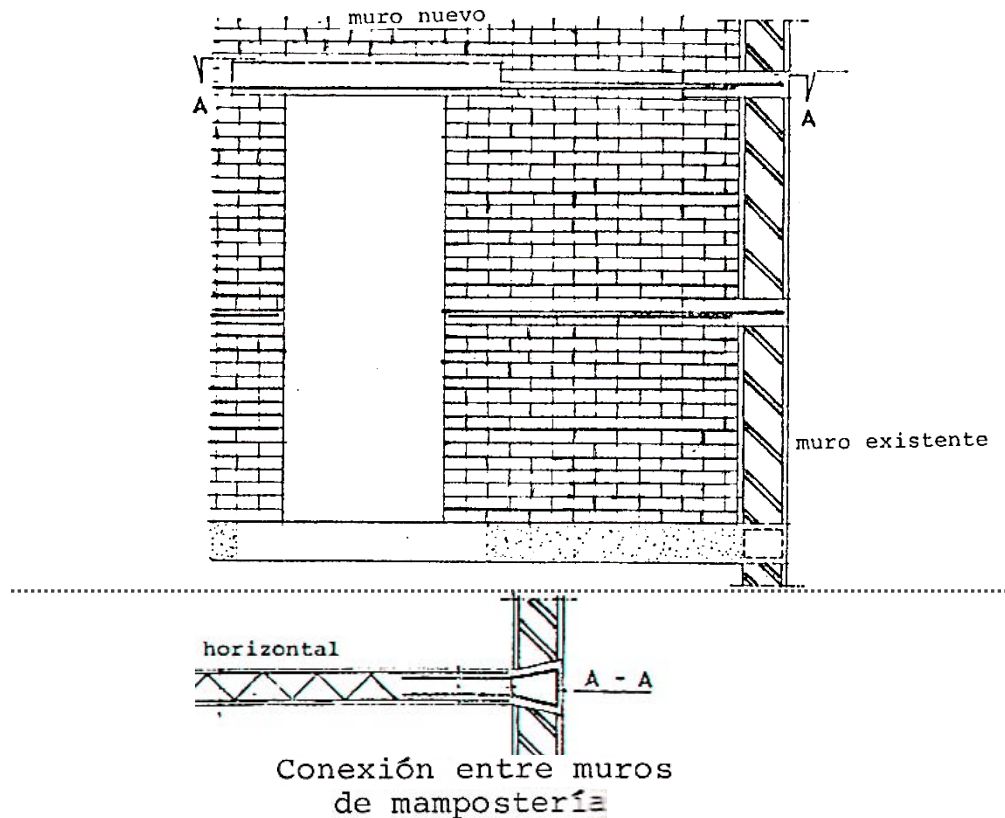 muro nuevo
A
A
muro existente
horizontal
A - A
Conexión entre muros
de mampostería